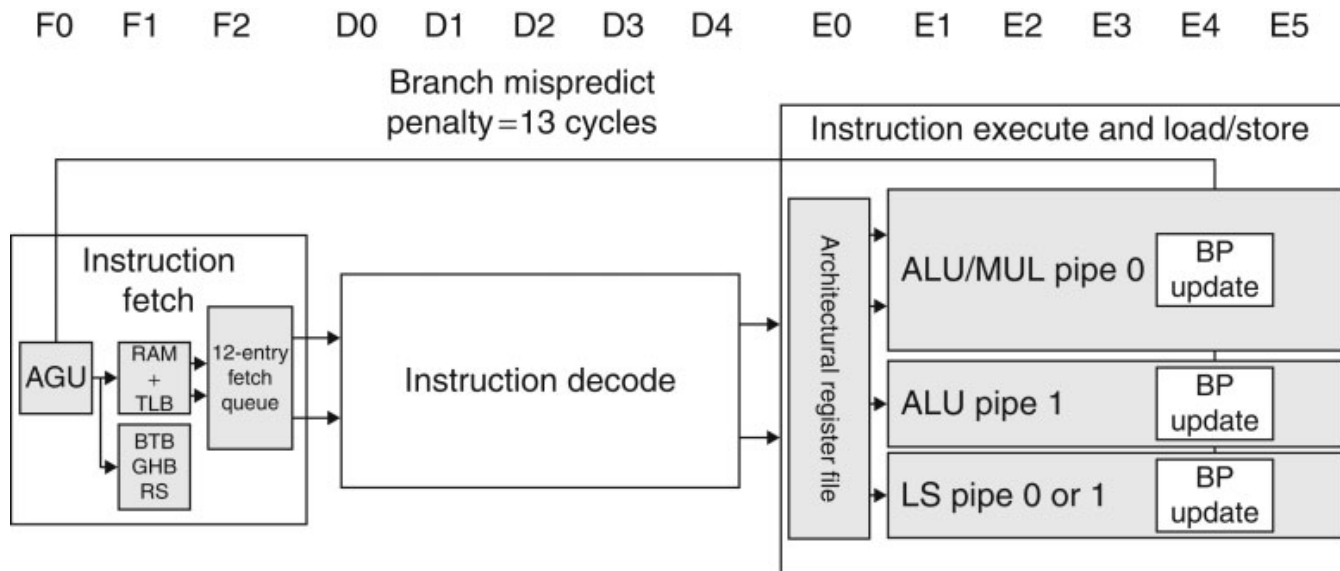 F0 F1 F2 D0 D1 D2 D3 D4 E0 E1 E2 E3 E4 E5
Branch mispredict
penalty=13 cycles
Instruction execute and load/store
Instruction
fetch
AGU
RAM
+
TLB
BTB
GHB
RS
12-entry
fetch
queue
Instruction decode
Architectural register file
ALU/MUL pipe 0
BP
update
ALU pipe 1
BP
update
LS pipe 0 or 1
BP
update